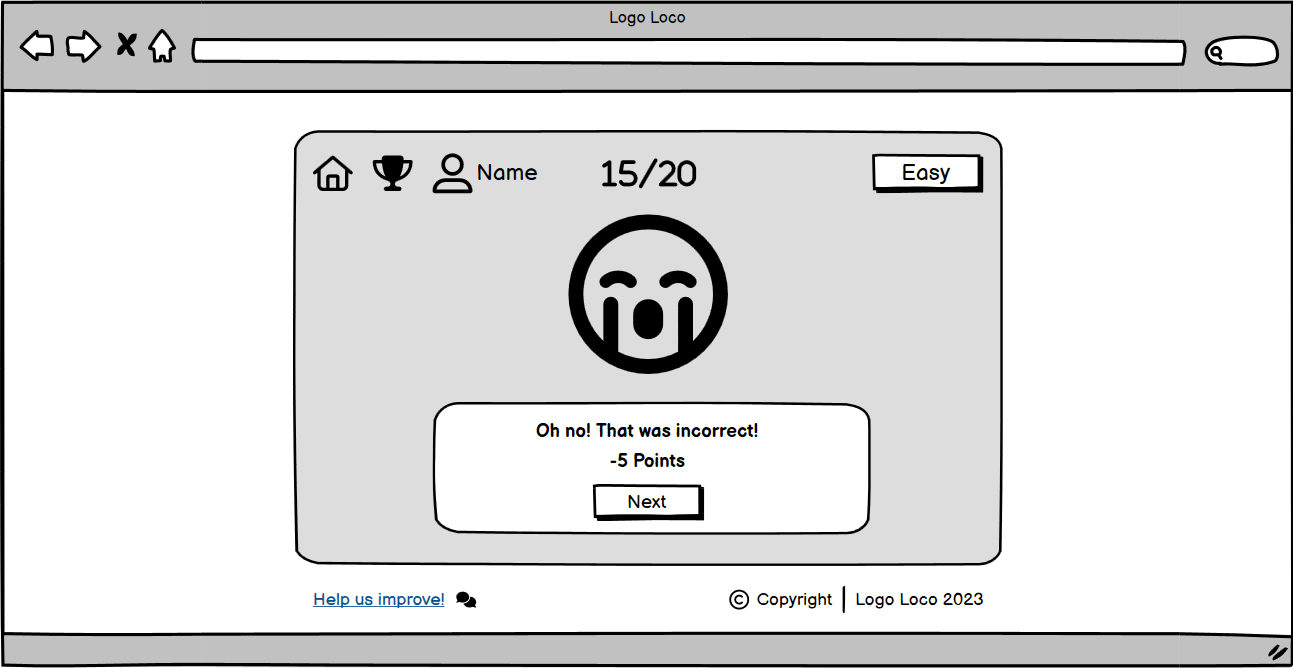 Logo Loco
Name
15/20
Easy
Oh no! That was incorrect!
-5 Points
Next
Help us improve!
© Copyright | Logo Loco 2023